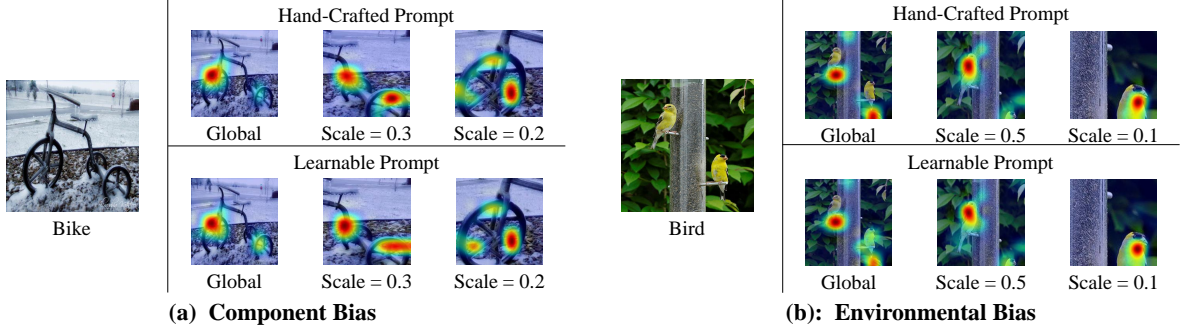 Hand-Crafted Prompt
Global
Scale = 0.3
Scale = 0.2
Learnable Prompt
Global
Scale = 0.3
Scale = 0.2
Bike
(a) Component Bias
Hand-Crafted Prompt
Global
Scale = 0.5
Scale = 0.1
Learnable Prompt
Global
Scale = 0.5
Scale = 0.1
Bird
(b): Environmental Bias